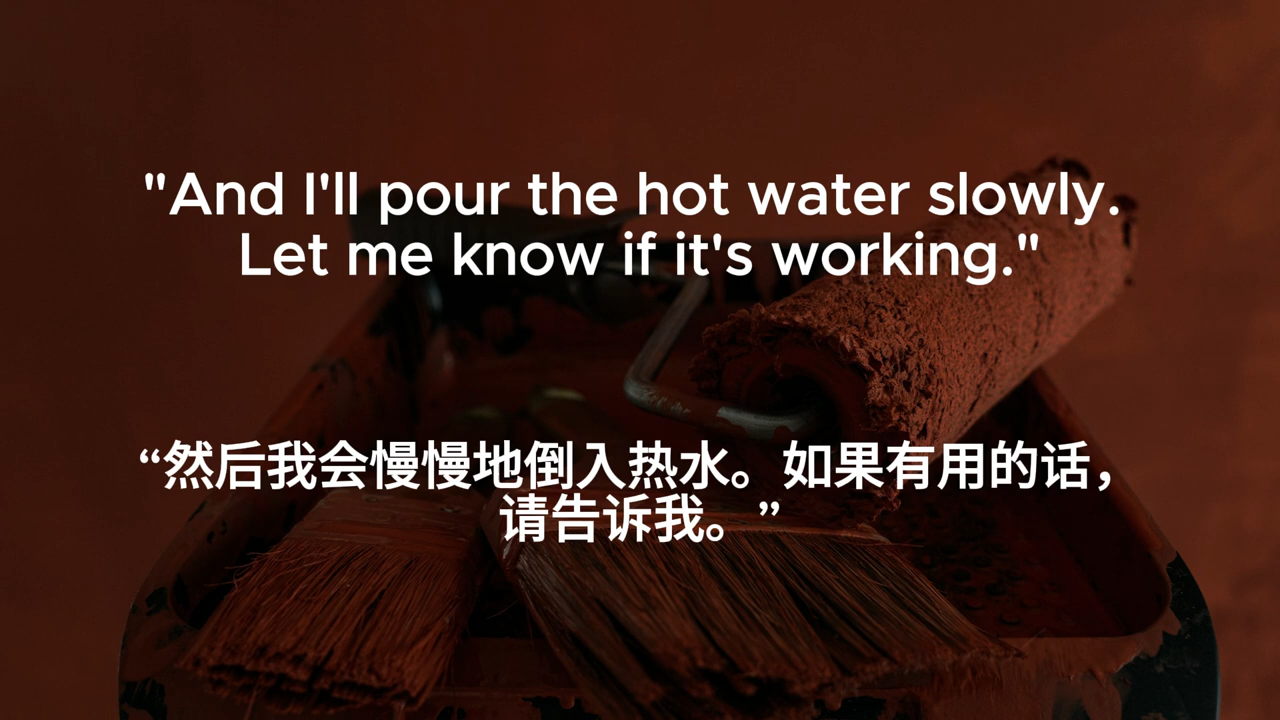 "And I'll pour the hot water slowly.
Let me know if it's working."
“然后我会慢慢地倒入热水。如果有用的话，
请告诉我。”